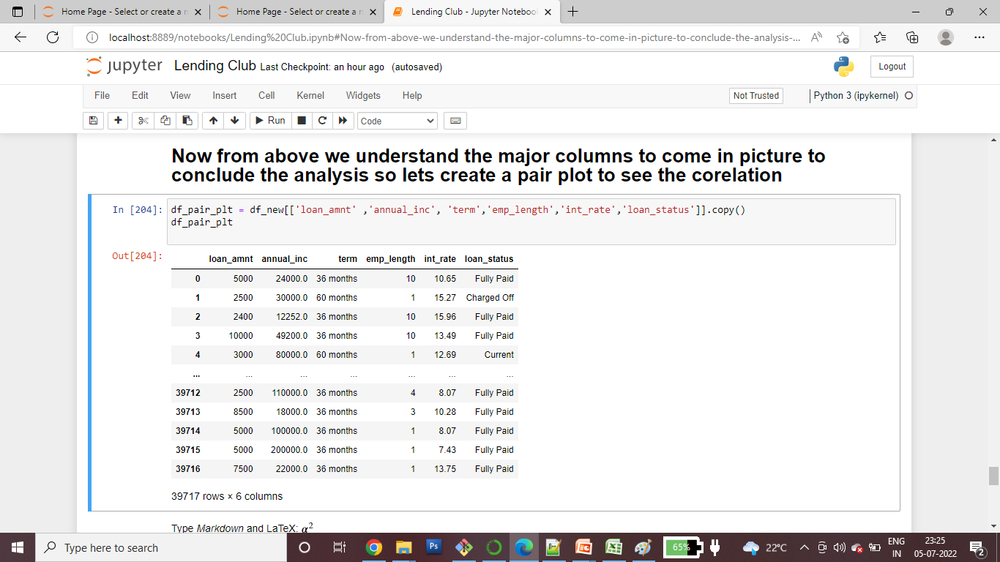 Home Page - Select or create a n
Home Page - Select or create a n
Lending Club - Jupyter Noteboo
localhost:8889/notebooks/Lending%20Club.ipynb#Now-from-above-we-understand-the-major-columns-to-come-in-picture-to-conclude-the-analysis-...
jupyter Lending Club Last Checkpoint: an hour ago (autosaved)
Logout
File Edit View Insert Cell Kernel Widgets Help
Not Trusted
Python 3 (ipykernel)
Run
Code
Now from above we understand the major columns to come in picture to
conclude the analysis so lets create a pair plot to see the corelation
In [204]: df_pair_plt = df_new[['loan_amnt' ,'annual_inc', 'term','emp_length','int_rate','loan_status']].copy()
df_pair_plt
Out[204]:
loan_amnt annual_inc term emp_length int_rate loan_status
0 5000 24000.0 36 months 10 10.65 Fully Paid
1 2500 30000.0 60 months 1 15.27 Charged Off
2 2400 12252.0 36 months 10 15.96 Fully Paid
3 10000 49200.0 36 months 10 13.49 Fully Paid
4 3000 80000.0 60 months 1 12.69 Current
... ... ... ... ... ... ...
39712 2500 110000.0 36 months 4 8.07 Fully Paid
39713 8500 18000.0 36 months 3 10.28 Fully Paid
39714 5000 100000.0 36 months 1 8.07 Fully Paid
39715 5000 200000.0 36 months 1 7.43 Fully Paid
39716 7500 22000.0 36 months 1 13.75 Fully Paid
39717 rows × 6 columns
Type Markdown and LaTeX: α²
Type here to search
Ps
65%
22°C
ENG
IN
23:25
05-07-2022
2